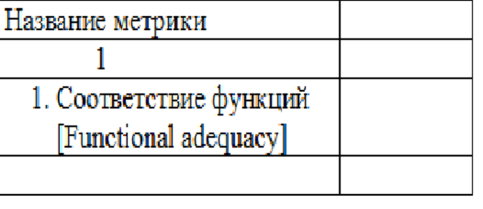 Название метрики
1
1. Соответствие функций
[Functional adequacy]